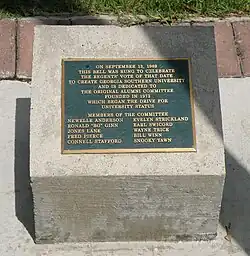 ON SEPTEMBER 13, 1989
THIS BELL WAS RUNG TO CELEBRATE
THE REGENTS' VOTE OF THAT DATE
TO CREATE GEORGIA SOUTHERN UNIVERSITY
AND IS DEDICATED TO
THE ORIGINAL ALUMNI COMMITTEE
FOUNDED IN 1973
WHICH BEGAN THE DRIVE FOR
UNIVERSITY STATUS
MEMBERS OF THE COMMITTEE
NEWELLE ANDERSON EVELYN STRICKLAND
RONALD "BO" GINN EARL SWICORD
JONES LANE WAYNE TRICK
FRED PIERCE BILL WINN
CONNELL STAFFORD SNOOKY YAWN